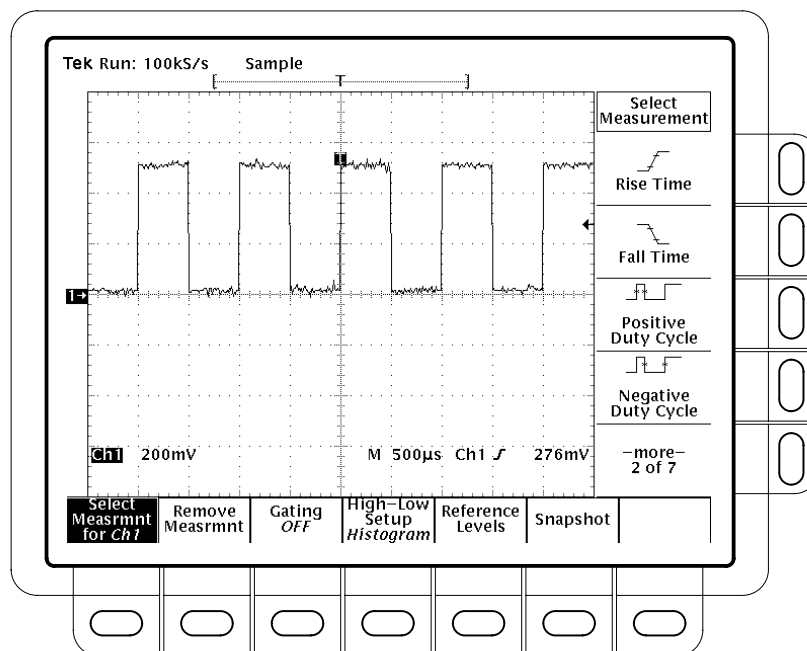 Tek Run: 100kS/s Sample
T
Select
Measurement
Rise Time
Fall Time
Positive
Duty Cycle
Negative
Duty Cycle
–more–
2 of 7
T
1→
Ch1 200mV M 500µs Ch1 276mV
Select
Measrmnt
for Ch1
Remove
Measrmnt
Gating
OFF
High–Low
Setup
Histogram
Reference
Levels
Snapshot